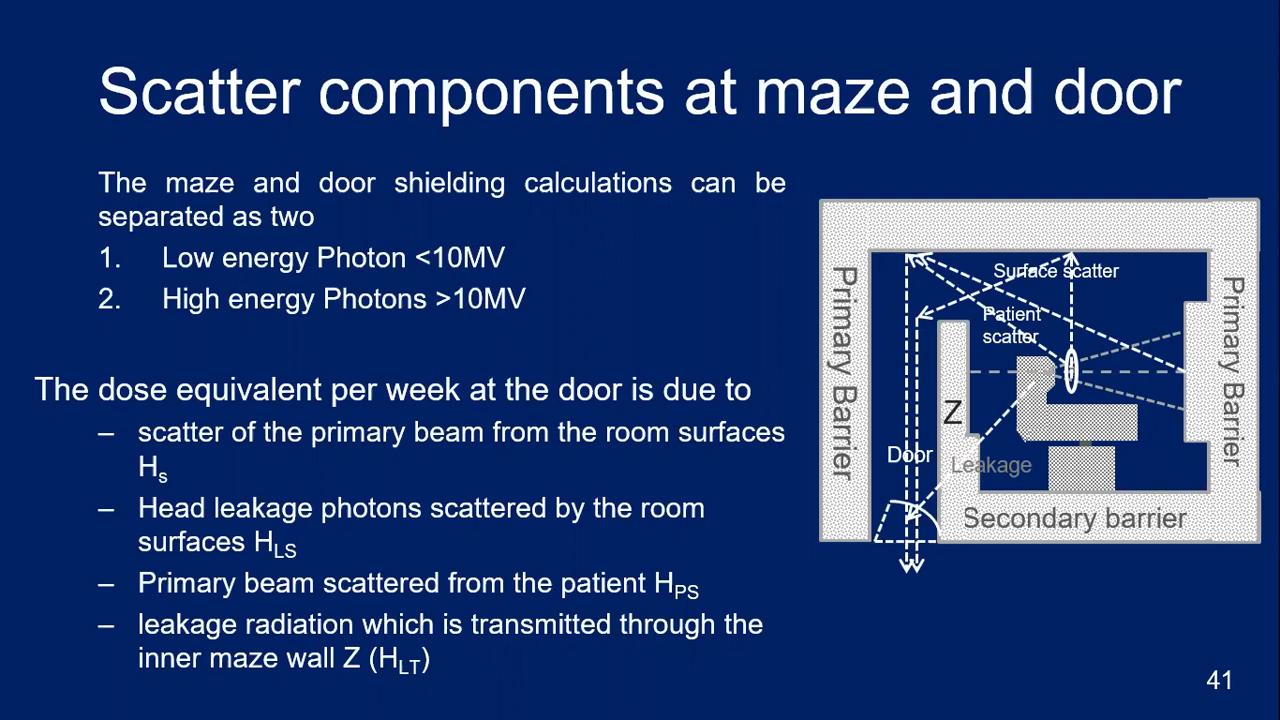 Scatter components at maze and door
The maze and door shielding calculations can be
separated as two
1. Low energy Photon <10MV
2. High energy Photons >10MV
The dose equivalent per week at the door is due to
– scatter of the primary beam from the room surfaces
Hs
– Head leakage photons scattered by the room
surfaces HLS
– Primary beam scattered from the patient HPS
– leakage radiation which is transmitted through the
inner maze wall Z (HLT)
Primary Barrier
Surface scatter
Patient
scatter
Z
Door
Leakage
Secondary barrier
Primary Barrier
41